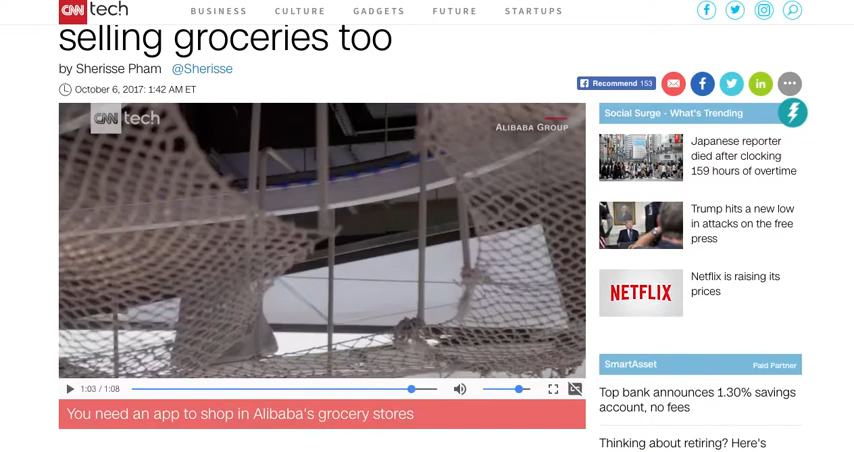 CNN tech
BUSINESS CULTURE GADGETS FUTURE STARTUPS
selling groceries too
by Sherisse Pham @Sherisse
October 6, 2017: 1:42 AM ET
Recommend 153
in
CNN tech
ALIBABA GROUP
1:03 / 1:08
You need an app to shop in Alibaba's grocery stores
Social Surge - What's Trending
Japanese reporter
died after clocking
159 hours of overtime
Trump hits a new low
in attacks on the free
press
NETFLIX
Netflix is raising its
prices
SmartAsset Paid Partner
Top bank announces 1.30% savings
account, no fees
Thinking about retiring? Here's